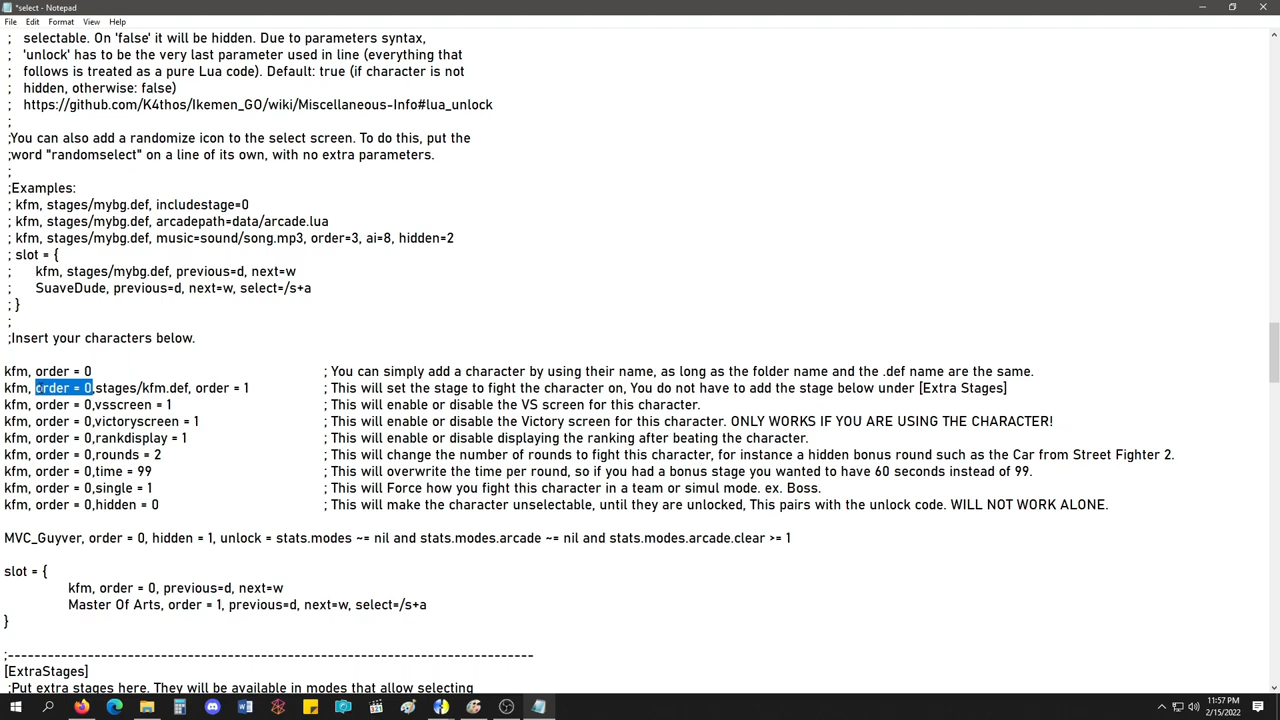 *select - Notepad
File Edit Format View Help
; selectable. On 'false' it will be hidden. Due to parameters syntax,
; 'unlock' has to be the very last parameter used in line (everything that
; follows is treated as a pure Lua code). Default: true (if character is not
; hidden, otherwise: false)
; https://github.com/K4thos/Ikemen_GO/wiki/Miscellaneous-Info#lua_unlock
;
;You can also add a randomize icon to the select screen. To do this, put the
;word "randomselect" on a line of its own, with no extra parameters.
;
;Examples:
; kfm, stages/mybg.def, includestage=0
; kfm, stages/mybg.def, arcadepath=data/arcade.lua
; kfm, stages/mybg.def, music=sound/song.mp3, order=3, ai=8, hidden=2
; slot = {
; kfm, stages/mybg.def, previous=d, next=w
; SuaveDude, previous=d, next=w, select=/s+a
; }
;
;Insert your characters below.
kfm, order = 0 ; You can simply add a character by using their name, as long as the folder name and the .def name are the same.
kfm, order = 0,stages/kfm.def, order = 1 ; This will set the stage to fight the character on, You do not have to add the stage below under [Extra Stages]
kfm, order = 0,vsscreen = 1 ; This will enable or disable the VS screen for this character.
kfm, order = 0,victoryscreen = 1 ; This will enable or disable the Victory screen for this character. ONLY WORKS IF YOU ARE USING THE CHARACTER!
kfm, order = 0,rankdisplay = 1 ; This will enable or disable displaying the ranking after beating the character.
kfm, order = 0,rounds = 2 ; This will change the number of rounds to fight this character, for instance a hidden bonus round such as the Car from Street Fighter 2.
kfm, order = 0,time = 99 ; This will overwrite the time per round, so if you had a bonus stage you wanted to have 60 seconds instead of 99.
kfm, order = 0,single = 1 ; This will Force how you fight this character in a team or simul mode. ex. Boss.
kfm, order = 0,hidden = 0 ; This will make the character unselectable, until they are unlocked, This pairs with the unlock code. WILL NOT WORK ALONE.
MVC_Guyver, order = 0, hidden = 1, unlock = stats.modes ~= nil and stats.modes.arcade ~= nil and stats.modes.arcade.clear >= 1
slot = {
kfm, order = 0, previous=d, next=w
Master Of Arts, order = 1, previous=d, next=w, select=/s+a
}
;-----------------------------------------------------------------------------
[ExtraStages]
;Put extra stages here. They will be available in modes that allow selecting
11:57 PM
2/15/2022